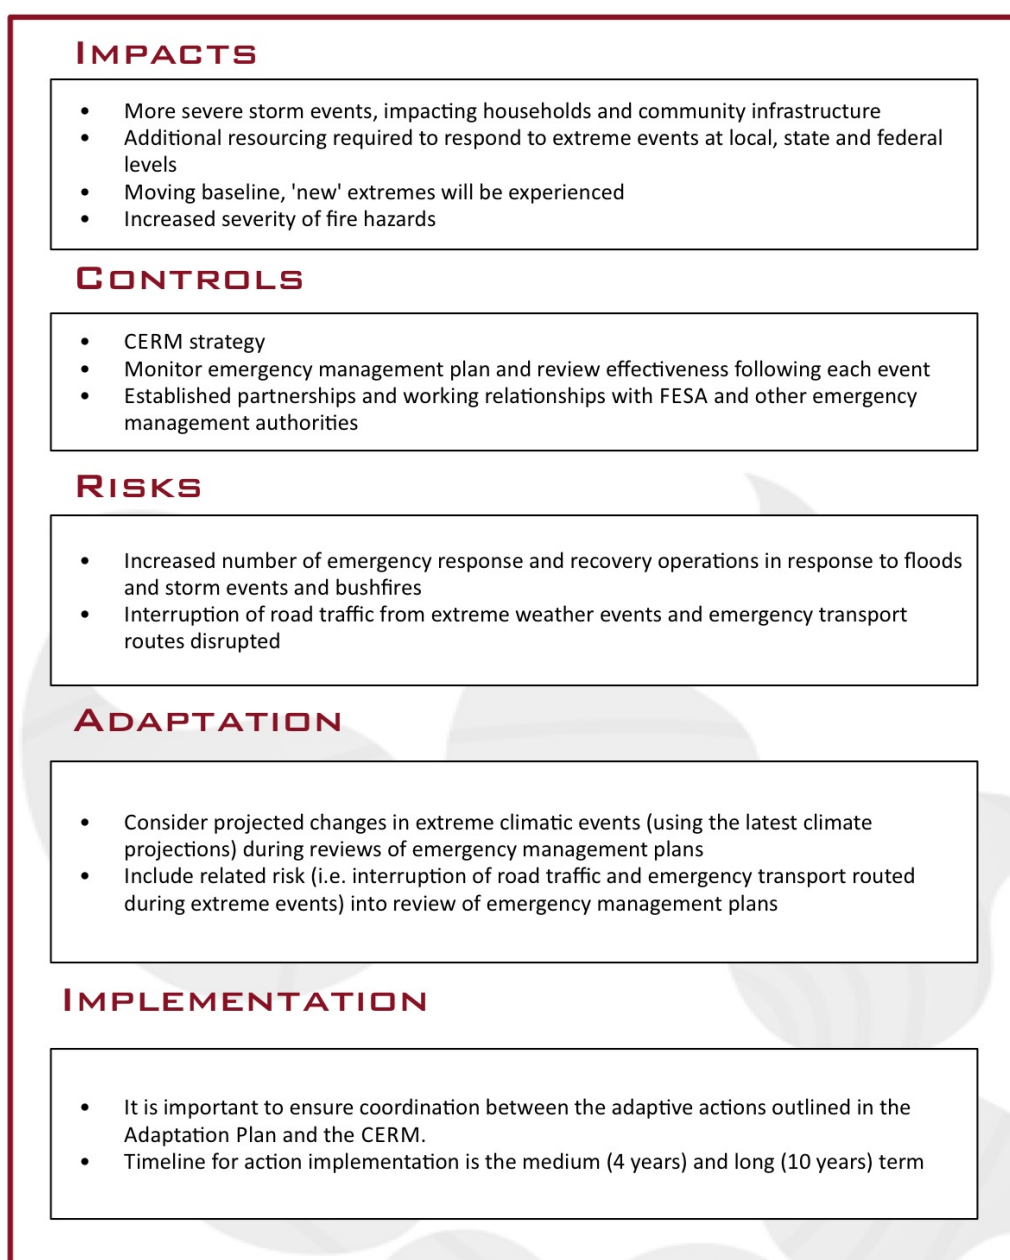 IMPACTS
• More severe storm events, impacting households and community infrastructure
• Additional resourcing required to respond to extreme events at local, state and federal
levels
• Moving baseline, 'new' extremes will be experienced
• Increased severity of fire hazards
CONTROLS
• CERM strategy
• Monitor emergency management plan and review effectiveness following each event
• Established partnerships and working relationships with FESA and other emergency
management authorities
RISKS
• Increased number of emergency response and recovery operations in response to floods
and storm events and bushfires
• Interruption of road traffic from extreme weather events and emergency transport
routes disrupted
ADAPTATION
• Consider projected changes in extreme climatic events (using the latest climate
projections) during reviews of emergency management plans
• Include related risk (i.e. interruption of road traffic and emergency transport routed
during extreme events) into review of emergency management plans
IMPLEMENTATION
• It is important to ensure coordination between the adaptive actions outlined in the
Adaptation Plan and the CERM.
• Timeline for action implementation is the medium (4 years) and long (10 years) term